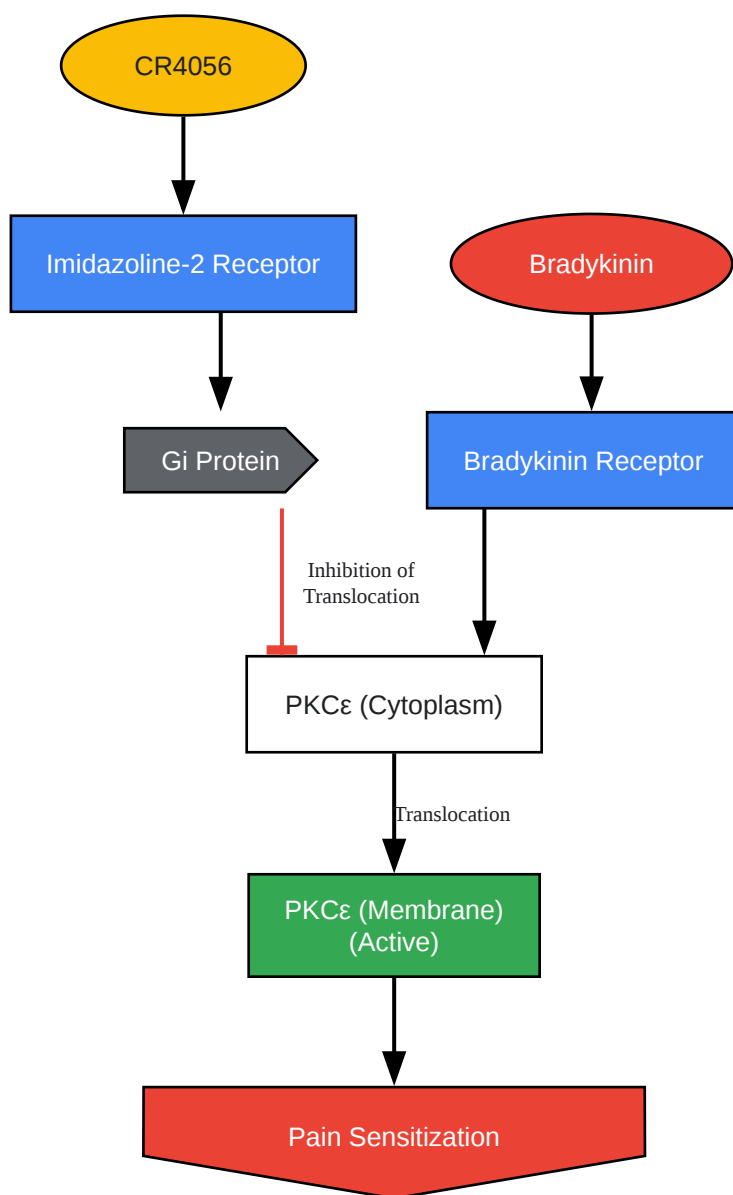 CR4056
Imidazoline-2 Receptor
Bradykinin
Gi Protein
Bradykinin Receptor
Inhibition of
Translocation
PKCε (Cytoplasm)
Translocation
PKCε (Membrane)
(Active)
Pain Sensitization